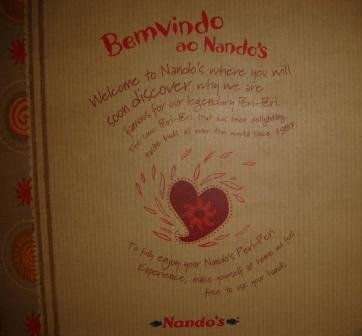 Bemvindo
ao Nando's
Welcome to Nando's where you will
soon discover why we are
famous for our legendary Peri-Peri.
The same Peri-Peri that has been delighting
taste buds all over the world since 1987
To fully enjoy your Nando's Peri-Peri
Experience, make yourself at home and feel
free to use your hands.
Nando's